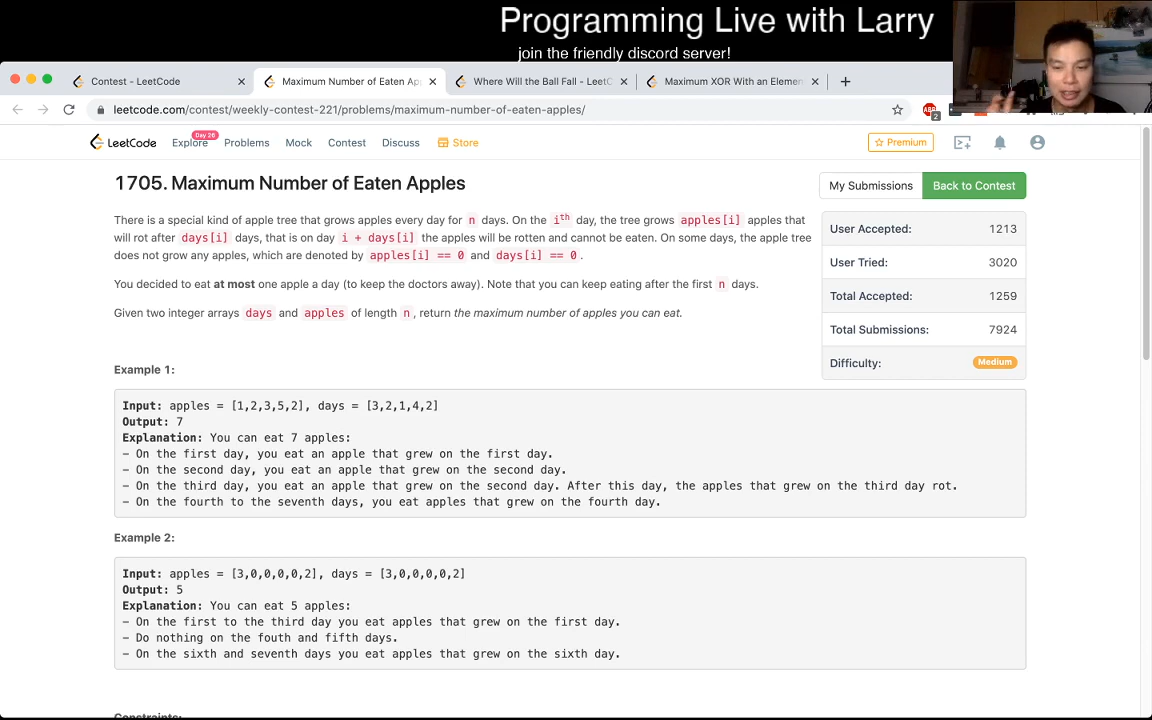 Programming Live with Larry
join the friendly discord server!
Contest - LeetCode
Maximum Number of Eaten Ap
Where Will the Ball Fall - LeetC
Maximum XOR With an Elemen
leetcode.com/contest/weekly-contest-221/problems/maximum-number-of-eaten-apples/
2
LeetCode
Explore
Day 26
Problems
Mock
Contest
Discuss
Store
Premium
1705. Maximum Number of Eaten Apples
My Submissions
Back to Contest
There is a special kind of apple tree that grows apples every day for n days. On the ith day, the tree grows apples[i] apples that
will rot after days[i] days, that is on day i + days[i] the apples will be rotten and cannot be eaten. On some days, the apple tree
does not grow any apples, which are denoted by apples[i] == 0 and days[i] == 0.
You decided to eat at most one apple a day (to keep the doctors away). Note that you can keep eating after the first n days.
Given two integer arrays days and apples of length n, return the maximum number of apples you can eat.
User Accepted: 1213
User Tried: 3020
Total Accepted: 1259
Total Submissions: 7924
Difficulty: Medium
Example 1:
Input: apples = [1,2,3,5,2], days = [3,2,1,4,2]
Output: 7
Explanation: You can eat 7 apples:
- On the first day, you eat an apple that grew on the first day.
- On the second day, you eat an apple that grew on the second day.
- On the third day, you eat an apple that grew on the second day. After this day, the apples that grew on the third day rot.
- On the fourth to the seventh days, you eat apples that grew on the fourth day.
Example 2:
Input: apples = [3,0,0,0,0,2], days = [3,0,0,0,0,2]
Output: 5
Explanation: You can eat 5 apples:
- On the first to the third day you eat apples that grew on the first day.
- Do nothing on the fouth and fifth days.
- On the sixth and seventh days you eat apples that grew on the sixth day.
Constraints: